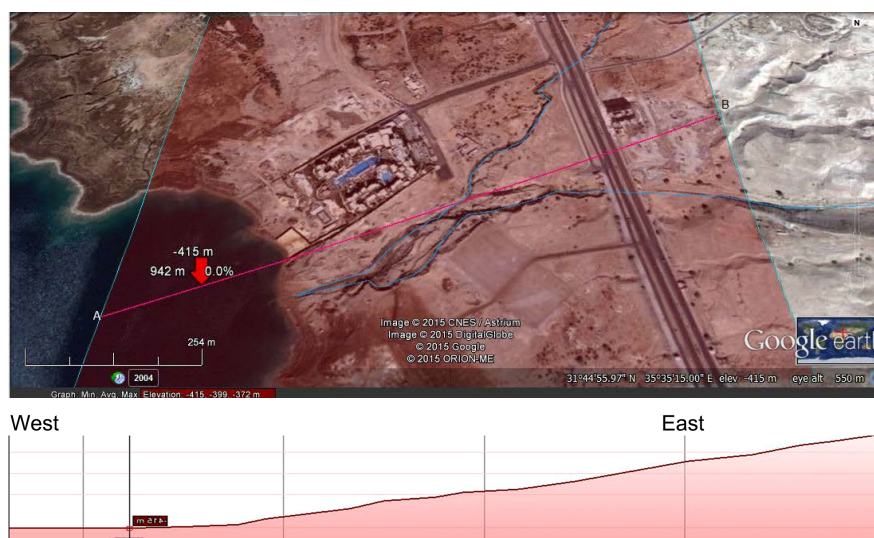 N
B
-415 m
942 m 0.0%
A
254 m
Image © 2015 CNES / Astrium
Image © 2015 DigitalGlobe
© 2015 Google
© 2015 ORION-ME
Google earth
2004
31°44'55.97" N 35°35'15.00" E elev -415 m eye alt 550 m
Graph: Min, Avg, Max Elevation: -415, -399, -372 m
West East
-415 m